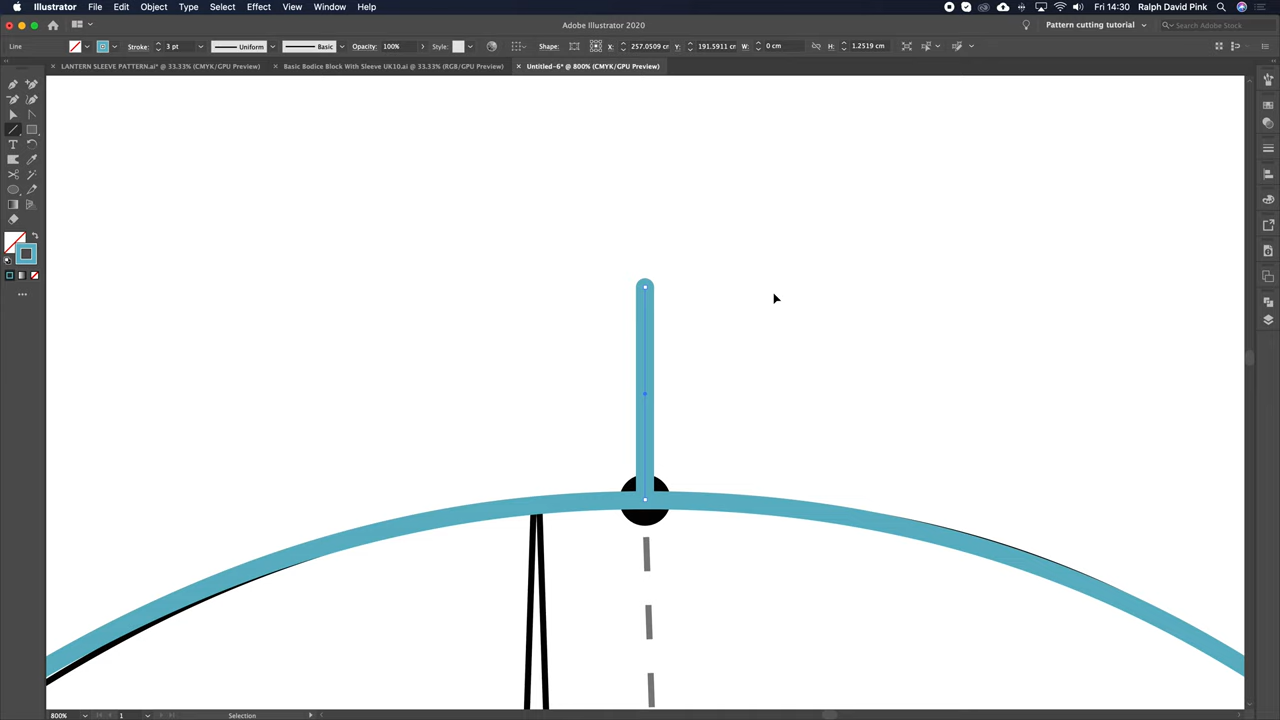 Illustrator File Edit Object Type Select Effect View Window Help Fri 14:30 Ralph David Pink
Adobe Illustrator 2020 Pattern cutting tutorial Search Adobe Stock
Line Stroke: 3 pt Uniform Basic Opacity: 100% Style: Shape: X: 257.0509 cm Y: 191.5911 cm W: 0 cm H: 1.2519 cm
LANTERN SLEEVE PATTERN.ai* @ 33.33% (CMYK/GPU Preview) Basic Bodice Block With Sleeve UK10.ai @ 33.33% (RGB/GPU Preview) Untitled-6* @ 800% (CMYK/GPU Preview)
800% 1 Selection